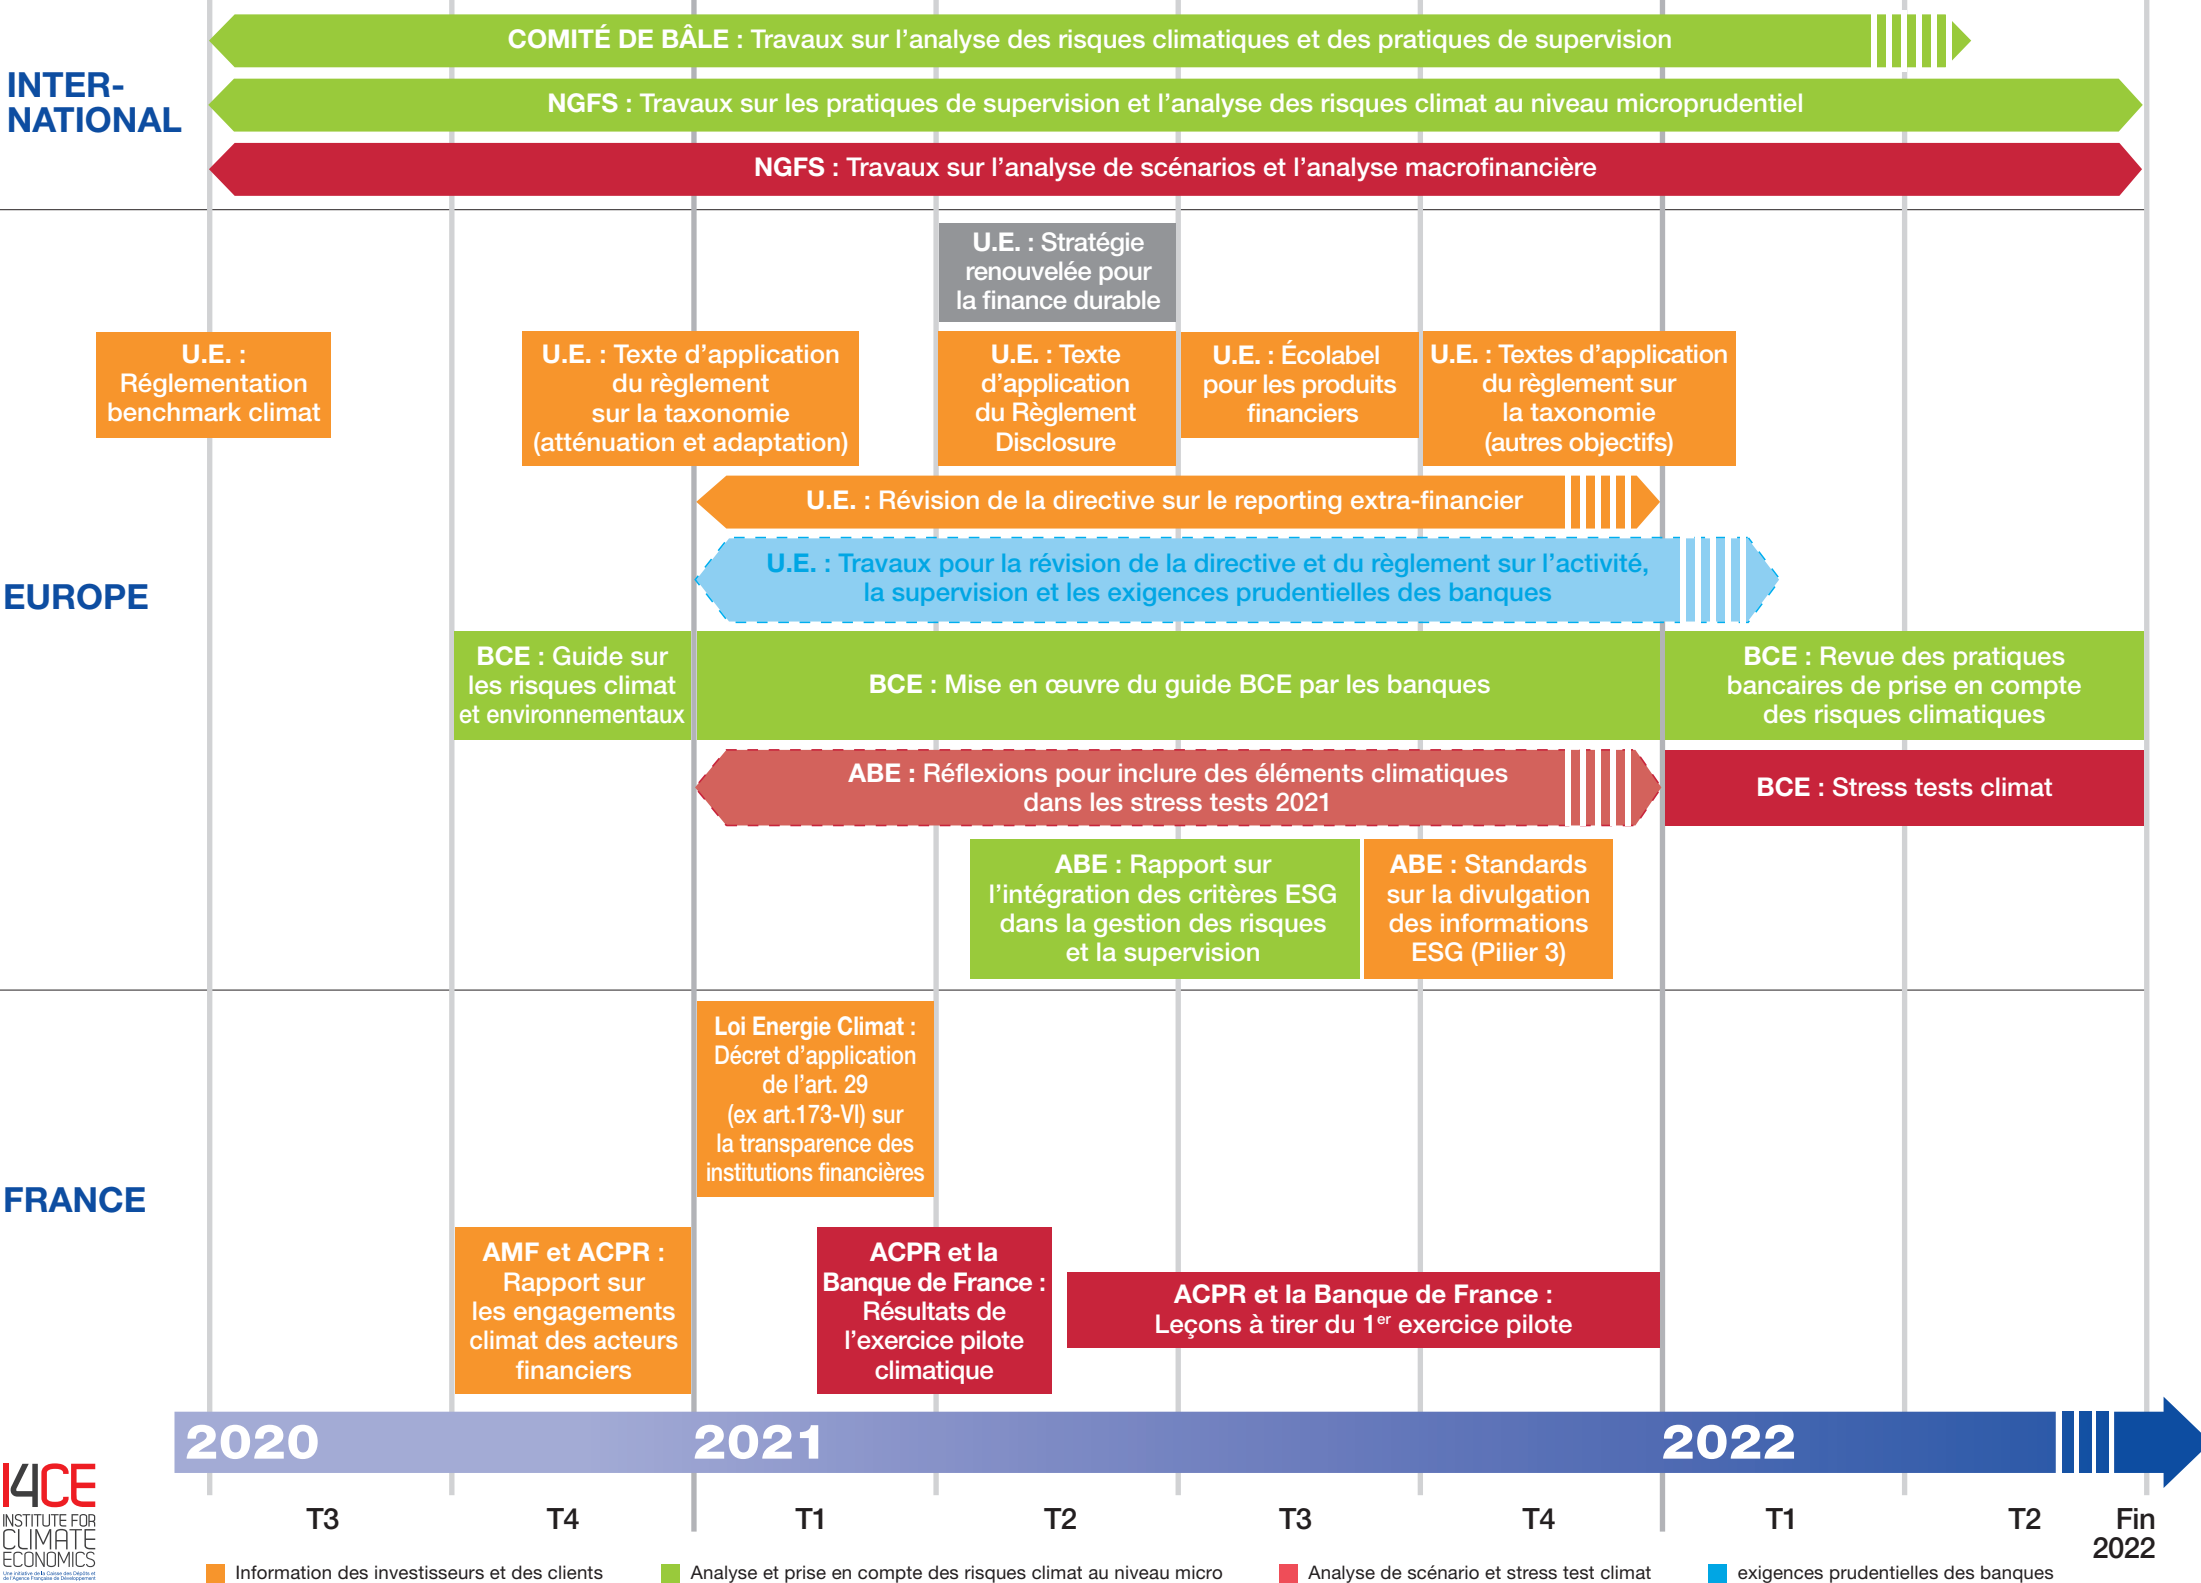 INTER-
NATIONAL
COMITÉ DE BÂLE : Travaux sur l'analyse des risques climatiques et des pratiques de supervision
NGFS : Travaux sur les pratiques de supervision et l'analyse des risques climat au niveau microprudentiel
NGFS : Travaux sur l'analyse de scénarios et l'analyse macrofinancière
EUROPE
U.E. : Stratégie
renouvelée pour
la finance durable
U.E. :
Réglementation
benchmark climat
U.E. : Texte d'application
du règlement
sur la taxonomie
(atténuation et adaptation)
U.E. : Texte
d'application
du Règlement
Disclosure
U.E. : Écolabel
pour les produits
financiers
U.E. : Textes d'application
du règlement sur
la taxonomie
(autres objectifs)
U.E. : Révision de la directive sur le reporting extra-financier
U.E. : Travaux pour la révision de la directive et du règlement sur l'activité,
la supervision et les exigences prudentielles des banques
BCE : Guide sur
les risques climat
et environnementaux
BCE : Mise en œuvre du guide BCE par les banques
BCE : Revue des pratiques
bancaires de prise en compte
des risques climatiques
ABE : Réflexions pour inclure des éléments climatiques
dans les stress tests 2021
BCE : Stress tests climat
ABE : Rapport sur
l'intégration des critères ESG
dans la gestion des risques
et la supervision
ABE : Standards
sur la divulgation
des informations
ESG (Pilier 3)
FRANCE
Loi Energie Climat :
Décret d'application
de l'art. 29
(ex art.173-VI) sur
la transparence des
institutions financières
AMF et ACPR :
Rapport sur
les engagements
climat des acteurs
financiers
ACPR et la
Banque de France :
Résultats de
l'exercice pilote
climatique
ACPR et la Banque de France :
Leçons à tirer du 1er exercice pilote
2020
2021
2022
T3
T4
T1
T2
T3
T4
T1
T2
Fin
2022
I4CE
INSTITUTE FOR
CLIMATE
ECONOMICS
Une initiative de la Caisse des Dépôts et
de l'Agence Française de Développement
Information des investisseurs et des clients
Analyse et prise en compte des risques climat au niveau micro
Analyse de scénario et stress test climat
exigences prudentielles des banques